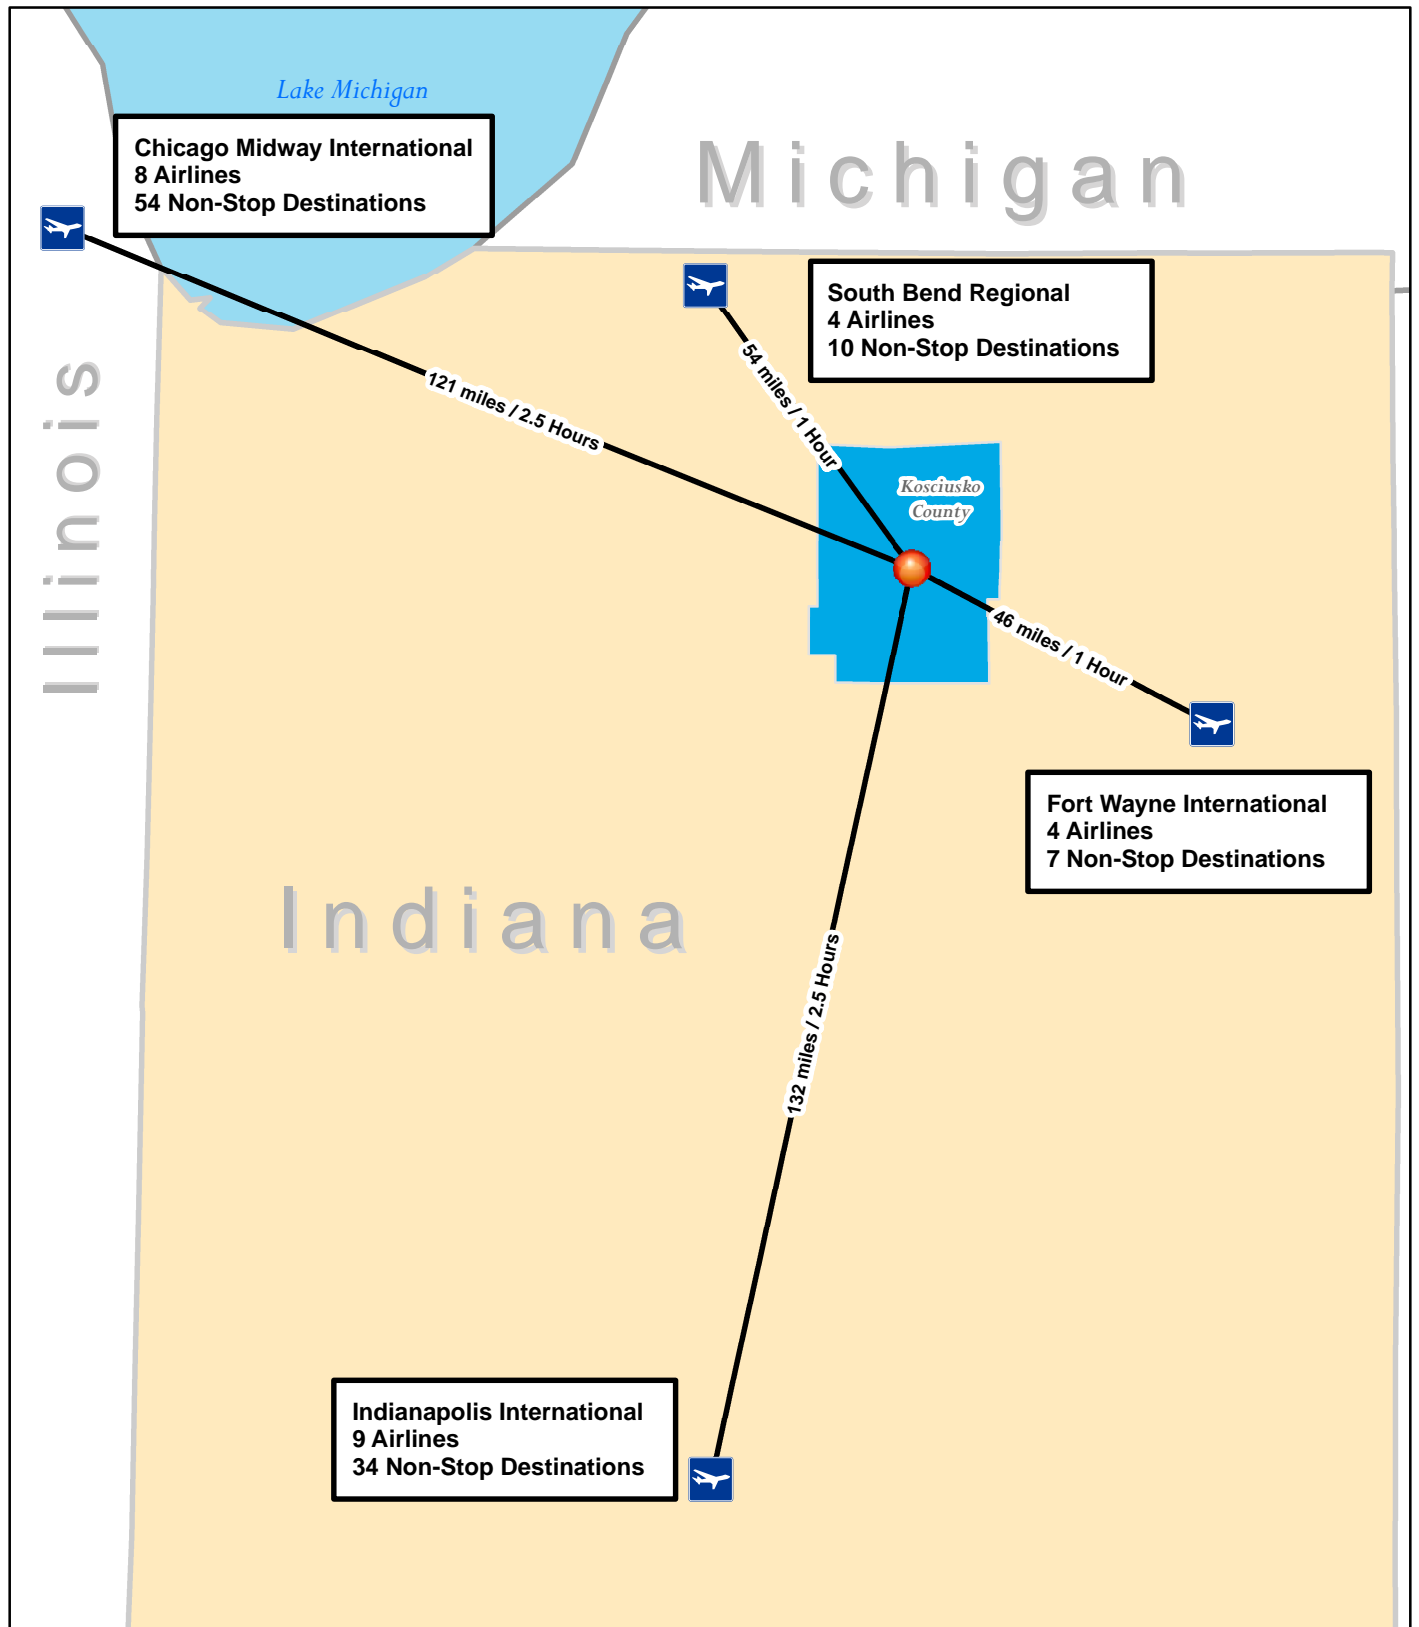 Lake Michigan
Chicago Midway International
8 Airlines
54 Non-Stop Destinations
Michigan
South Bend Regional
4 Airlines
10 Non-Stop Destinations
Illinois
54 miles / 1 Hour
121 miles / 2.5 Hours
Kosciusko
County
46 miles / 1 Hour
Fort Wayne International
4 Airlines
7 Non-Stop Destinations
Indiana
132 miles / 2.5 Hours
Indianapolis International
9 Airlines
34 Non-Stop Destinations